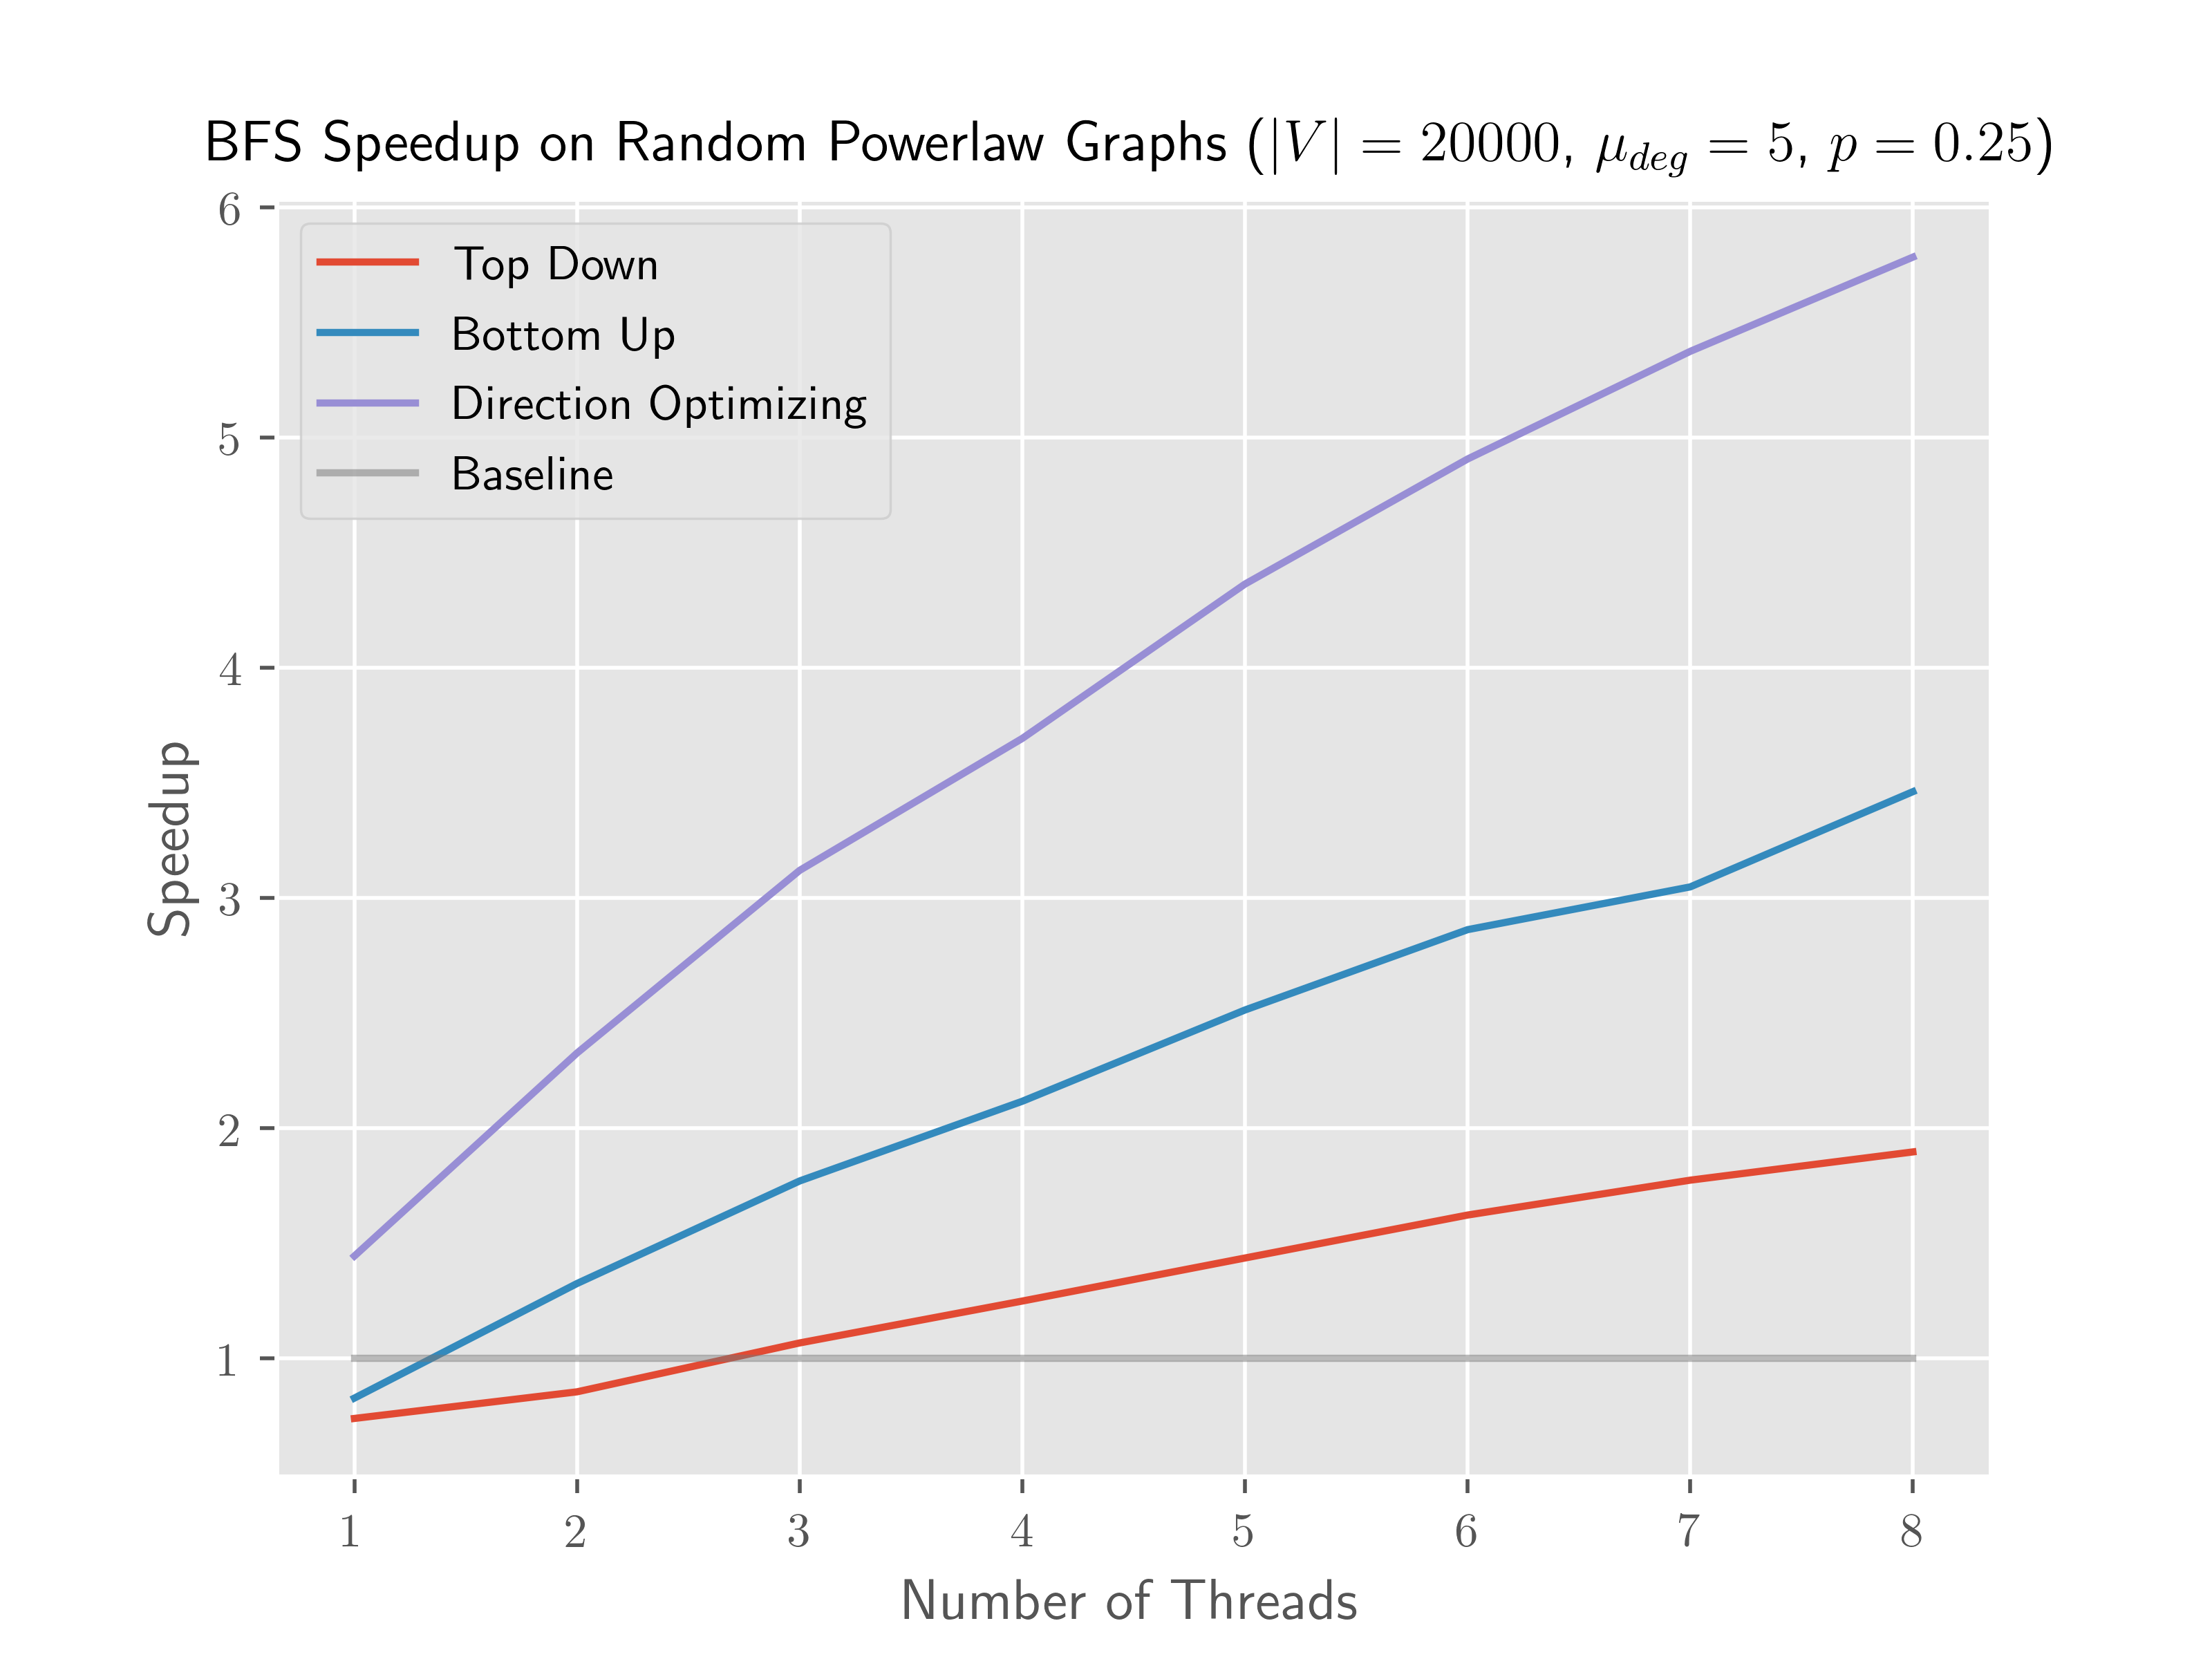 BFS Speedup on Random Powerlaw Graphs (|V| = 20000, μ_deg = 5, p = 0.25)
6
Top Down
Bottom Up
Direction Optimizing
5
Baseline
4
Speedup
3
2
1
1 2 3 4 5 6 7 8
Number of Threads